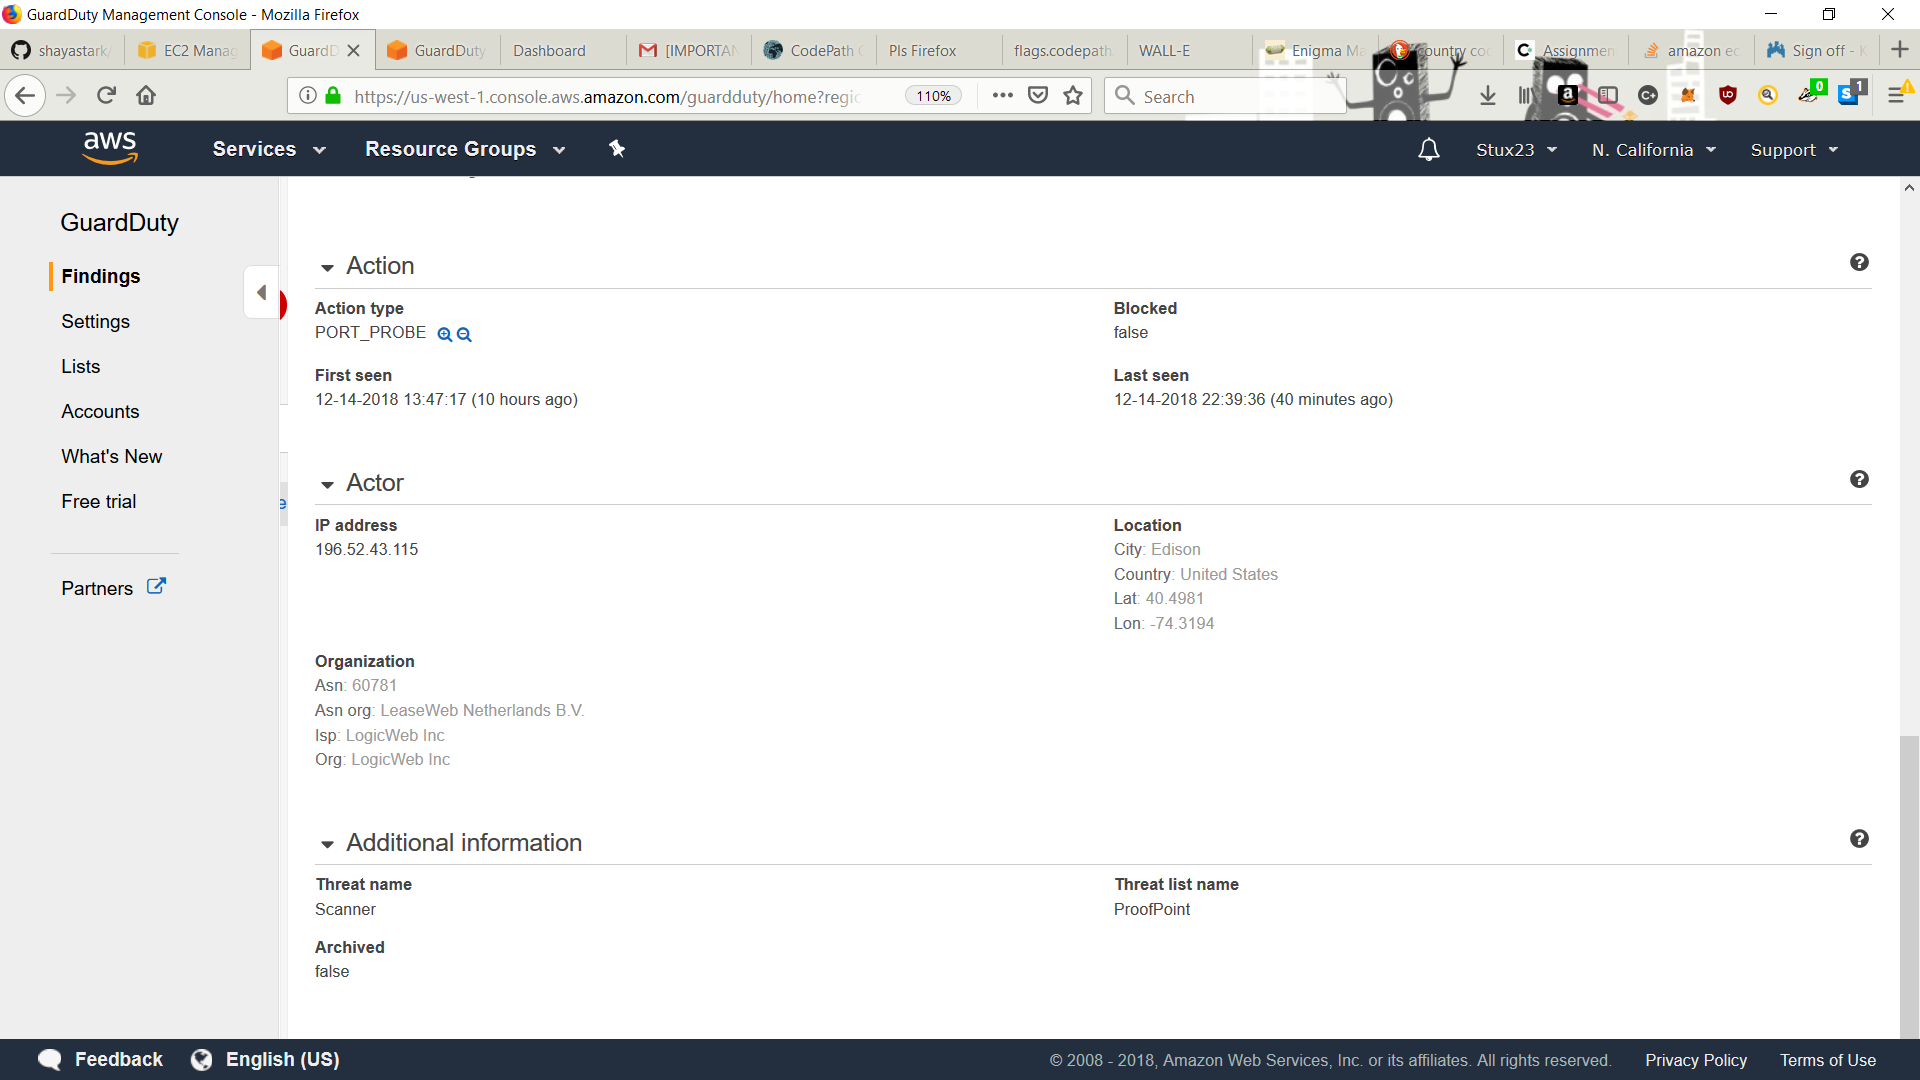 GuardDuty Management Console - Mozilla Firefox
shayastark/
EC2 Manag
GuardD
GuardDuty
Dashboard
[IMPORTAN
CodePath
Pls Firefox
flags.codepath.
WALL-E
Enigma Ma
country co
Assignmen
amazon ec
Sign off - K
https://us-west-1.console.aws.amazon.com/guardduty/home?regic
110%
Search
0
1
aws
Services
Resource Groups
Stux23
N. California
Support
GuardDuty
Findings
Settings
Lists
Accounts
What's New
Free trial
Partners
Action
Action type
PORT_PROBE
Blocked
false
First seen
12-14-2018 13:47:17 (10 hours ago)
Last seen
12-14-2018 22:39:36 (40 minutes ago)
Actor
IP address
196.52.43.115
Location
City: Edison
Country: United States
Lat: 40.4981
Lon: -74.3194
Organization
Asn: 60781
Asn org: LeaseWeb Netherlands B.V.
Isp: LogicWeb Inc
Org: LogicWeb Inc
Additional information
Threat name
Scanner
Threat list name
ProofPoint
Archived
false
Feedback
English (US)
© 2008 - 2018, Amazon Web Services, Inc. or its affiliates. All rights reserved.
Privacy Policy
Terms of Use